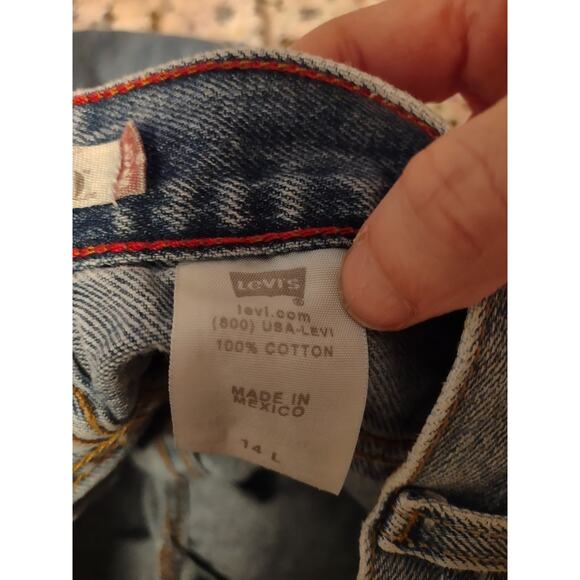 LEVI'S
®
levi.com
(800) USA-LEVI
100% COTTON
MADE IN
MEXICO
14 L